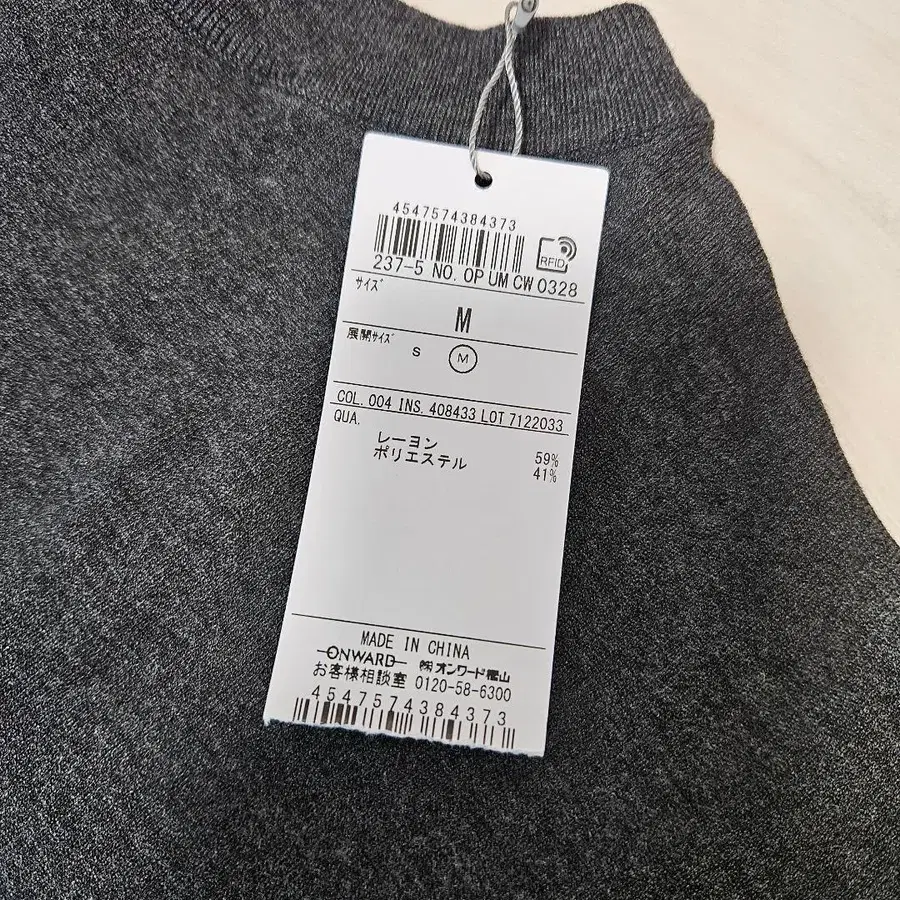 4547574384373
RFID
237-5 NO. OP UM CW 0328
サイズ
M
展開サイズ S M
COL. 004 INS. 408433 LOT 7122033
QUA.
レーヨン 59%
ポリエステル 41%
MADE IN CHINA
ONWARD ㈱オンワード樫山
お客様相談室 0120-58-6300
4547574384373